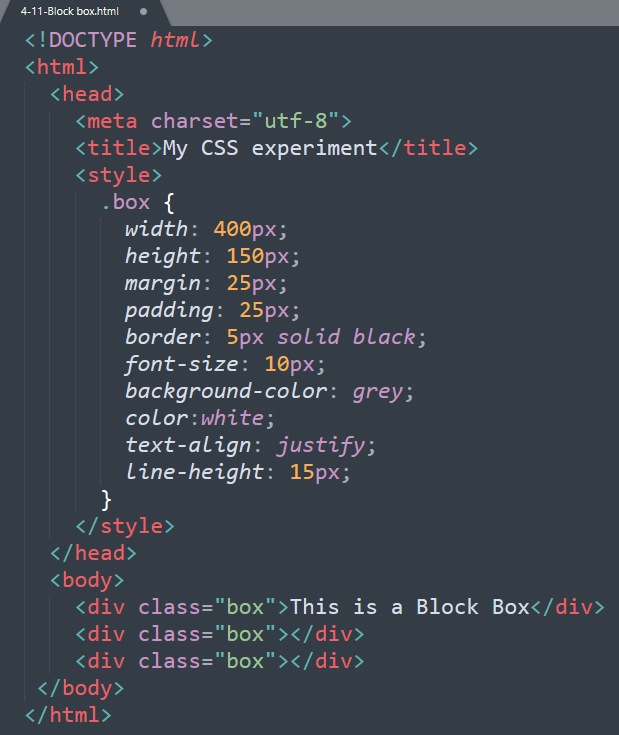 4-11-Block box.html
<!DOCTYPE html>
<html>
<head>
<meta charset="utf-8">
<title>My CSS experiment</title>
<style>
.box {
width: 400px;
height: 150px;
margin: 25px;
padding: 25px;
border: 5px solid black;
font-size: 10px;
background-color: grey;
color:white;
text-align: justify;
line-height: 15px;
}
</style>
</head>
<body>
<div class="box">This is a Block Box</div>
<div class="box"></div>
<div class="box"></div>
</body>
</html>